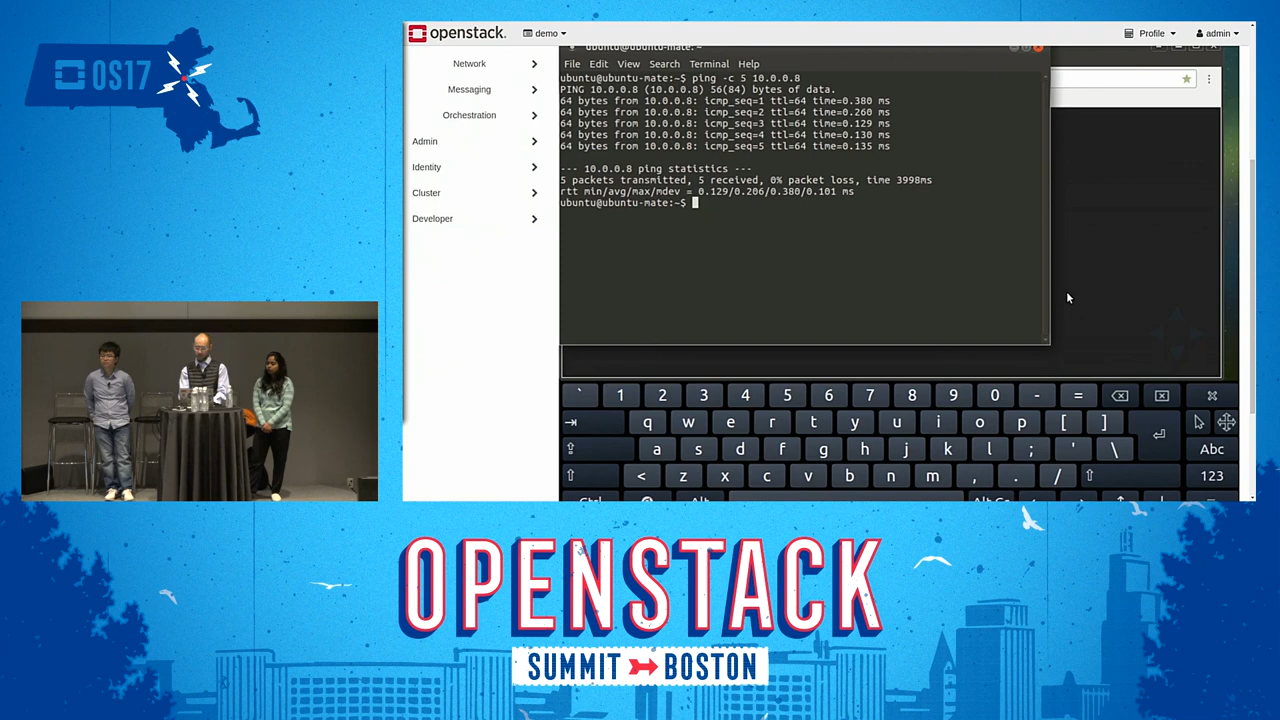 OS17
openstack. demo Profile admin
Network
Messaging
Orchestration
Admin
Identity
Cluster
Developer
ubuntu@ubuntu-mate: ~
File Edit View Search Terminal Help
ubuntu@ubuntu-mate:~$ ping -c 5 10.0.0.8
PING 10.0.0.8 (10.0.0.8) 56(84) bytes of data.
64 bytes from 10.0.0.8: icmp_seq=1 ttl=64 time=0.380 ms
64 bytes from 10.0.0.8: icmp_seq=2 ttl=64 time=0.260 ms
64 bytes from 10.0.0.8: icmp_seq=3 ttl=64 time=0.129 ms
64 bytes from 10.0.0.8: icmp_seq=4 ttl=64 time=0.130 ms
64 bytes from 10.0.0.8: icmp_seq=5 ttl=64 time=0.135 ms
--- 10.0.0.8 ping statistics ---
5 packets transmitted, 5 received, 0% packet loss, time 3998ms
rtt min/avg/max/mdev = 0.129/0.206/0.380/0.101 ms
ubuntu@ubuntu-mate:~$
` 1 2 3 4 5 6 7 8 9 0 - =
q w e r t y u i o p [ ]
a s d f g h j k l ; ' \ Abc
< z x c v b n m , . / 123
Ctrl Alt Alt Gr
OPENSTACK
SUMMIT BOSTON